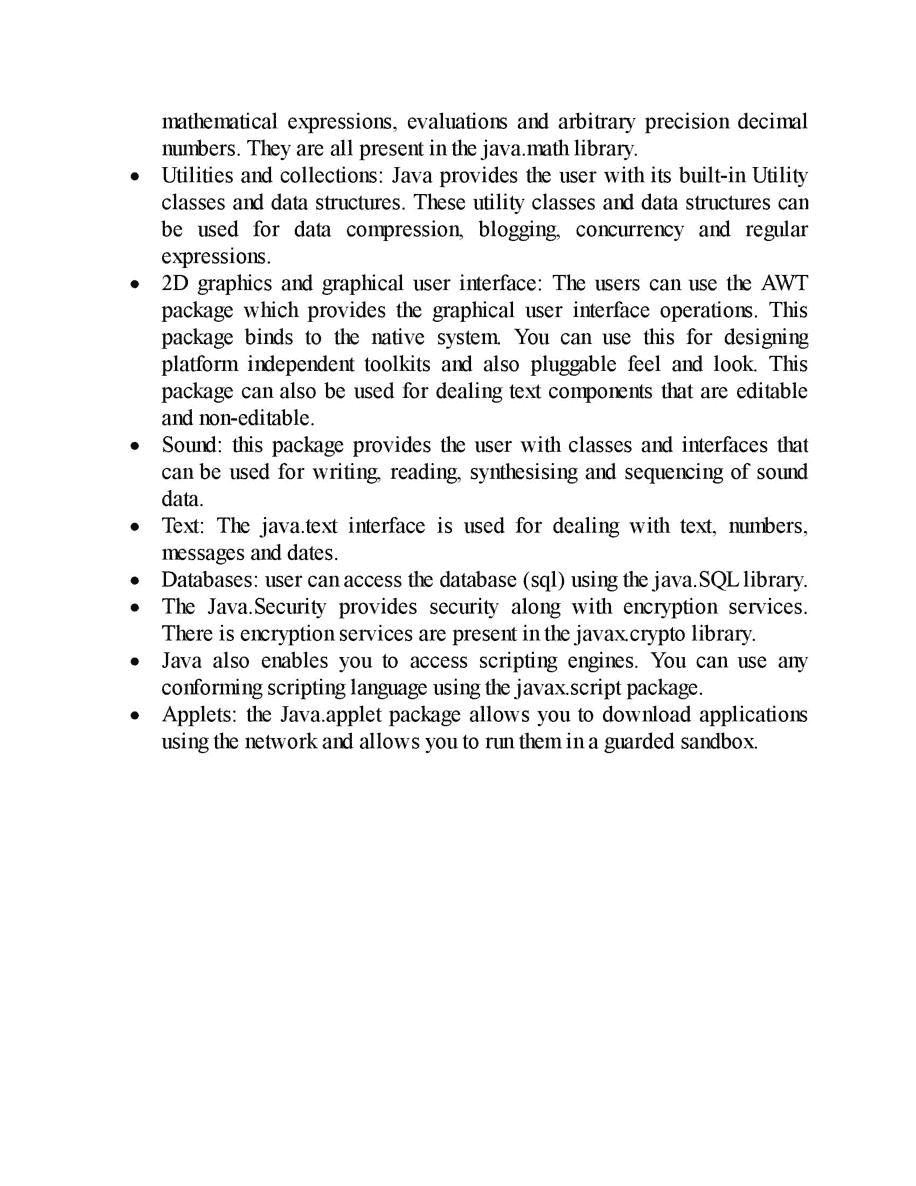 mathematical expressions, evaluations and arbitrary precision decimal
numbers. They are all present in the java.math library.
• Utilities and collections: Java provides the user with its built-in Utility
classes and data structures. These utility classes and data structures can
be used for data compression, blogging, concurrency and regular
expressions.
• 2D graphics and graphical user interface: The users can use the AWT
package which provides the graphical user interface operations. This
package binds to the native system. You can use this for designing
platform independent toolkits and also pluggable feel and look. This
package can also be used for dealing text components that are editable
and non-editable.
• Sound: this package provides the user with classes and interfaces that
can be used for writing, reading, synthesising and sequencing of sound
data.
• Text: The java.text interface is used for dealing with text, numbers,
messages and dates.
• Databases: user can access the database (sql) using the java.SQL library.
• The Java.Security provides security along with encryption services.
There is encryption services are present in the javax.crypto library.
• Java also enables you to access scripting engines. You can use any
conforming scripting language using the javax.script package.
• Applets: the Java.applet package allows you to download applications
using the network and allows you to run them in a guarded sandbox.